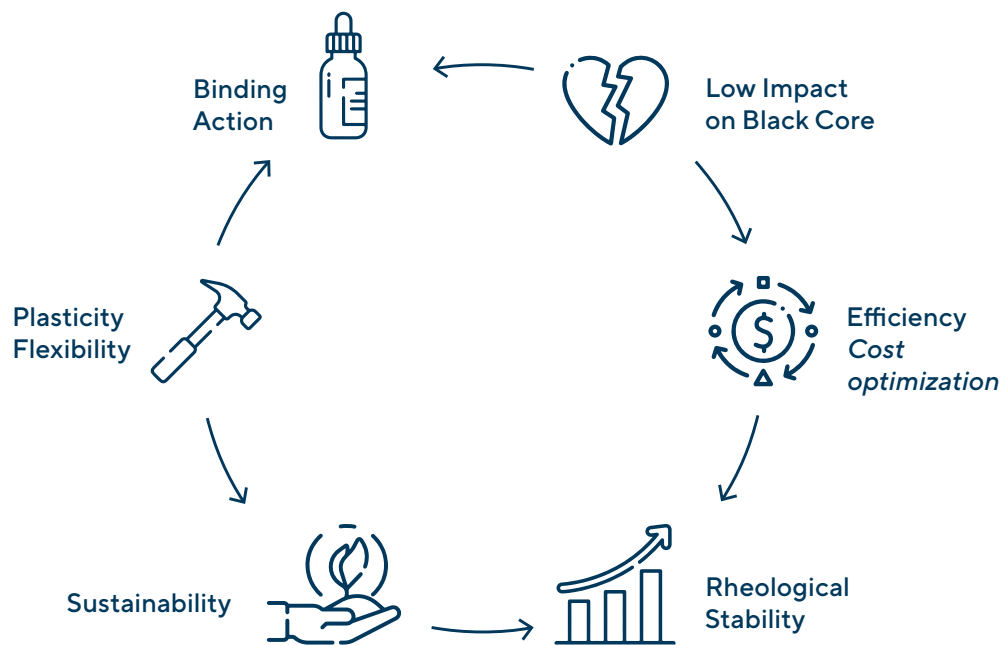 Binding
Action
Low Impact
on Black Core
Plasticity
Flexibility
$
Efficiency
Cost
optimization
Sustainability
Rheological
Stability